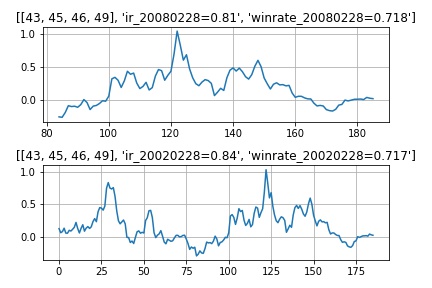 [[43, 45, 46, 49], 'ir_20080228=0.81', 'winrate_20080228=0.718']
1.0
0.5
0.0
80 100 120 140 160 180
[[43, 45, 46, 49], 'ir_20020228=0.84', 'winrate_20020228=0.717']
1.0
0.5
0.0
0 25 50 75 100 125 150 175